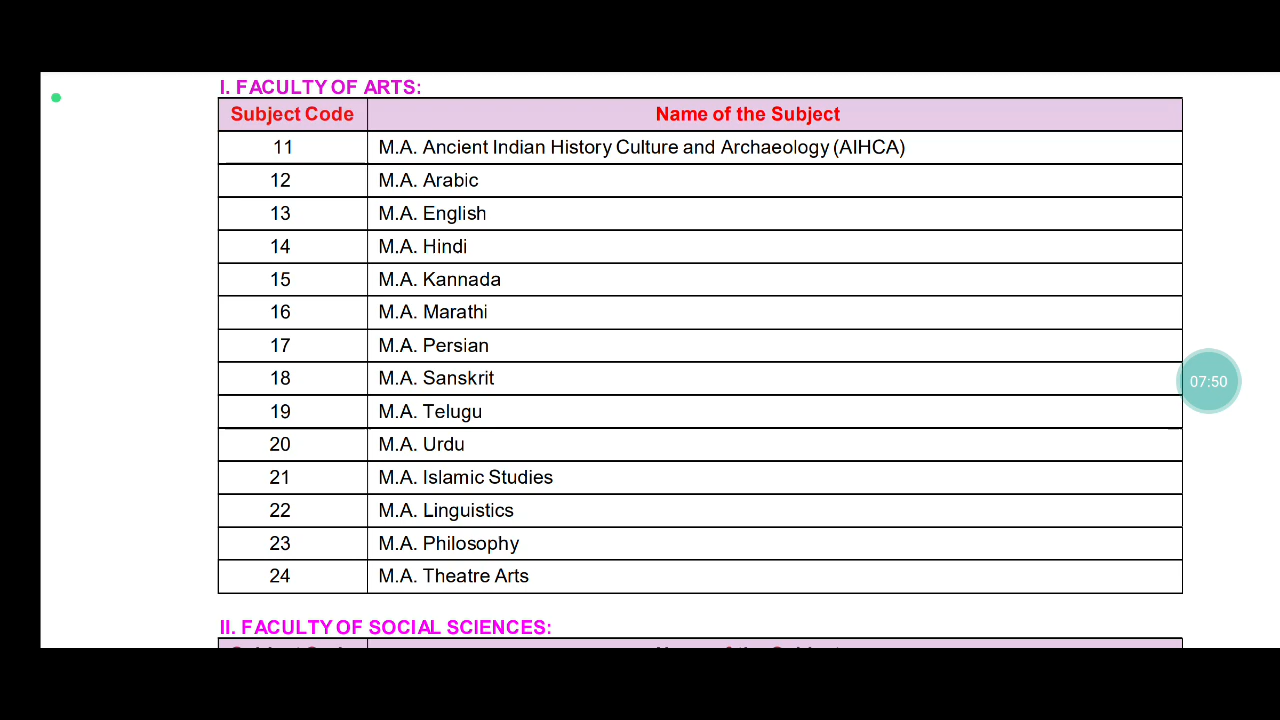 I. FACULTY OF ARTS:
Subject Code Name of the Subject
11 M.A. Ancient Indian History Culture and Archaeology (AIHCA)
12 M.A. Arabic
13 M.A. English
14 M.A. Hindi
15 M.A. Kannada
16 M.A. Marathi
17 M.A. Persian
18 M.A. Sanskrit
19 M.A. Telugu
20 M.A. Urdu
21 M.A. Islamic Studies
22 M.A. Linguistics
23 M.A. Philosophy
24 M.A. Theatre Arts
07:50
II. FACULTY OF SOCIAL SCIENCES: